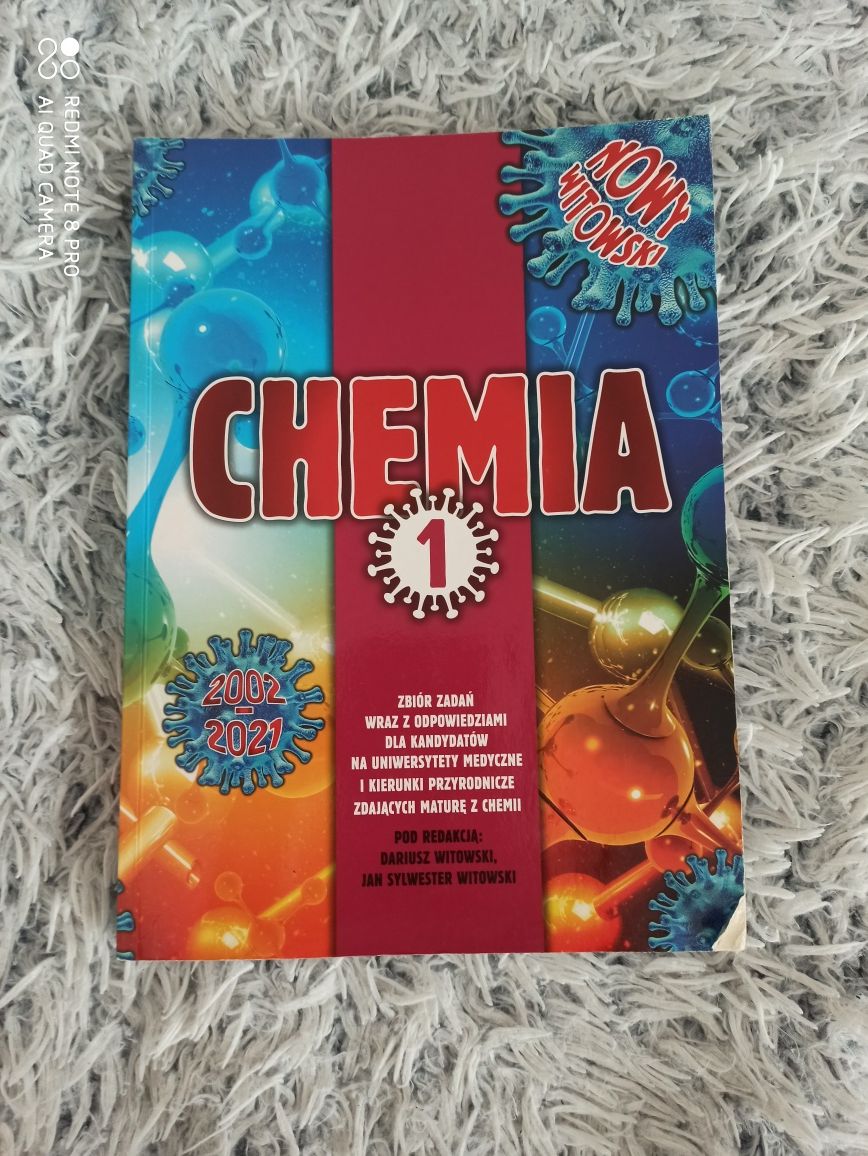 NOWY
WITOWSKI
CHEMIA
1
2002
-
2021
ZBIÓR ZADAŃ
WRAZ Z ODPOWIEDZIAMI
DLA KANDYDATÓW
NA UNIWERSYTETY MEDYCZNE
I KIERUNKI PRZYRODNICZE
ZDAJĄCYCH MATURĘ Z CHEMII
POD REDAKCJĄ:
DARIUSZ WITOWSKI,
JAN SYLWESTER WITOWSKI
REDMI NOTE 8 PRO
AI QUAD CAMERA